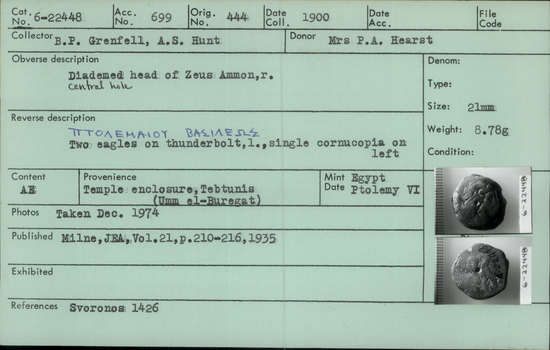 Cat. No. 6-22448 Acc. No. 699 Orig. No. 444 Date Coll. 1900 Date Acc. File Code
Collector B.P. Grenfell, A.S. Hunt Donor Mrs P.A. Hearst
Obverse description
Diademed head of Zeus Ammon,r.
central hole
Denom:
Type:
Size: 21mm
Weight: 8.78g
Condition:
Reverse description
ΠΤΟΛΕΜΑΙΟΥ ΒΑΣΙΛΕΩΣ
Two eagles on thunderbolt,l.,single cornucopia on
left
Content AE Provenience Temple enclosure,Tebtunis
(Umm el-Buregat)
Mint Egypt
Date Ptolemy VI
Photos Taken Dec. 1974
Published Milne,JEA,Vol.21,p.210-216,1935
Exhibited
References Svoronos 1426
6-22448
6-22448